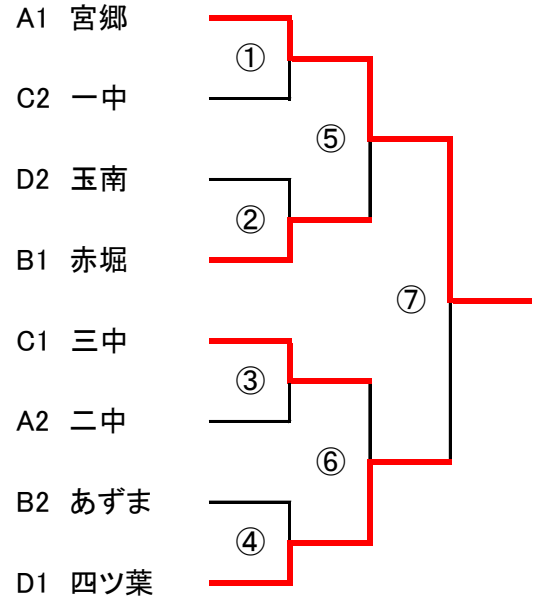 A1 宮郷
①
C2 一中
⑤
D2 玉南
②
B1 赤堀
⑦
C1 三中
③
A2 二中
⑥
B2 あずま
④
D1 四ツ葉